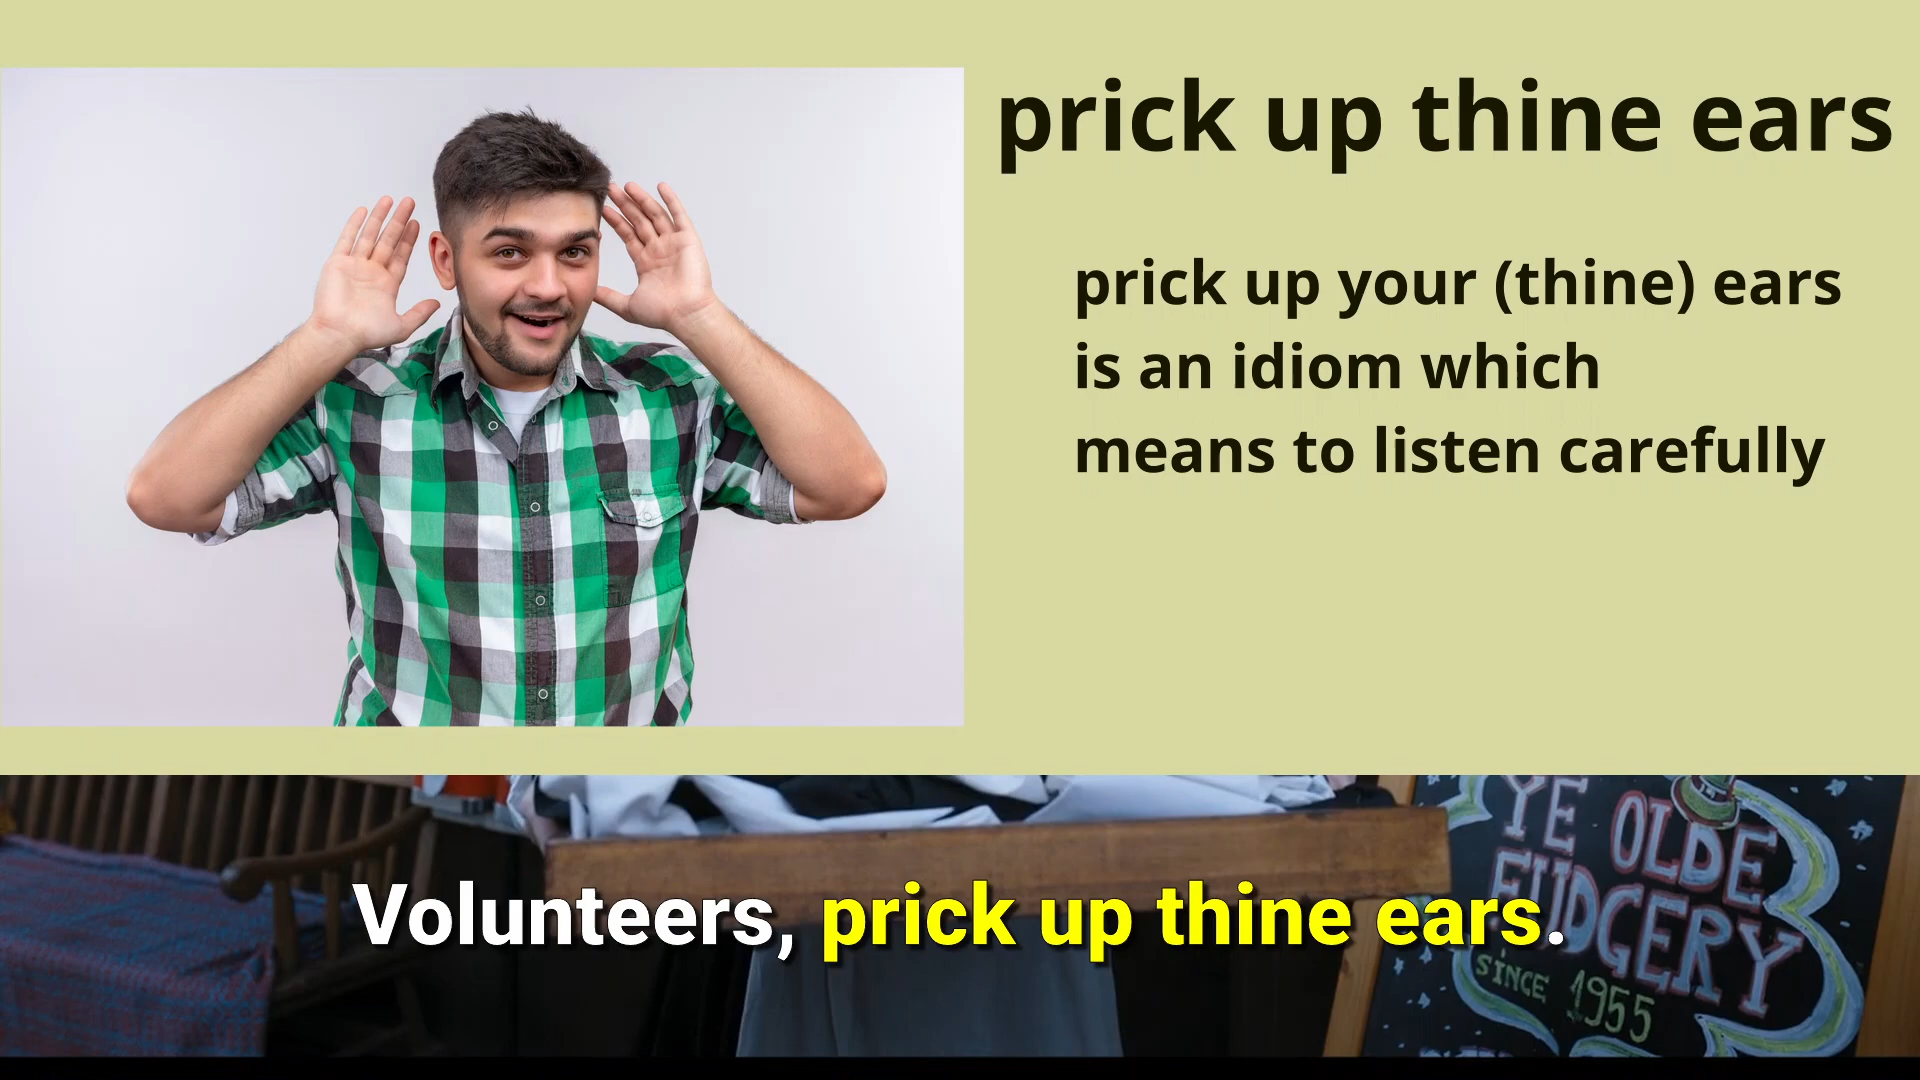 prick up thine ears
prick up your (thine) ears
is an idiom which
means to listen carefully
Volunteers, prick up thine ears.
YE
OLDE
FUDGERY
SINCE 1955